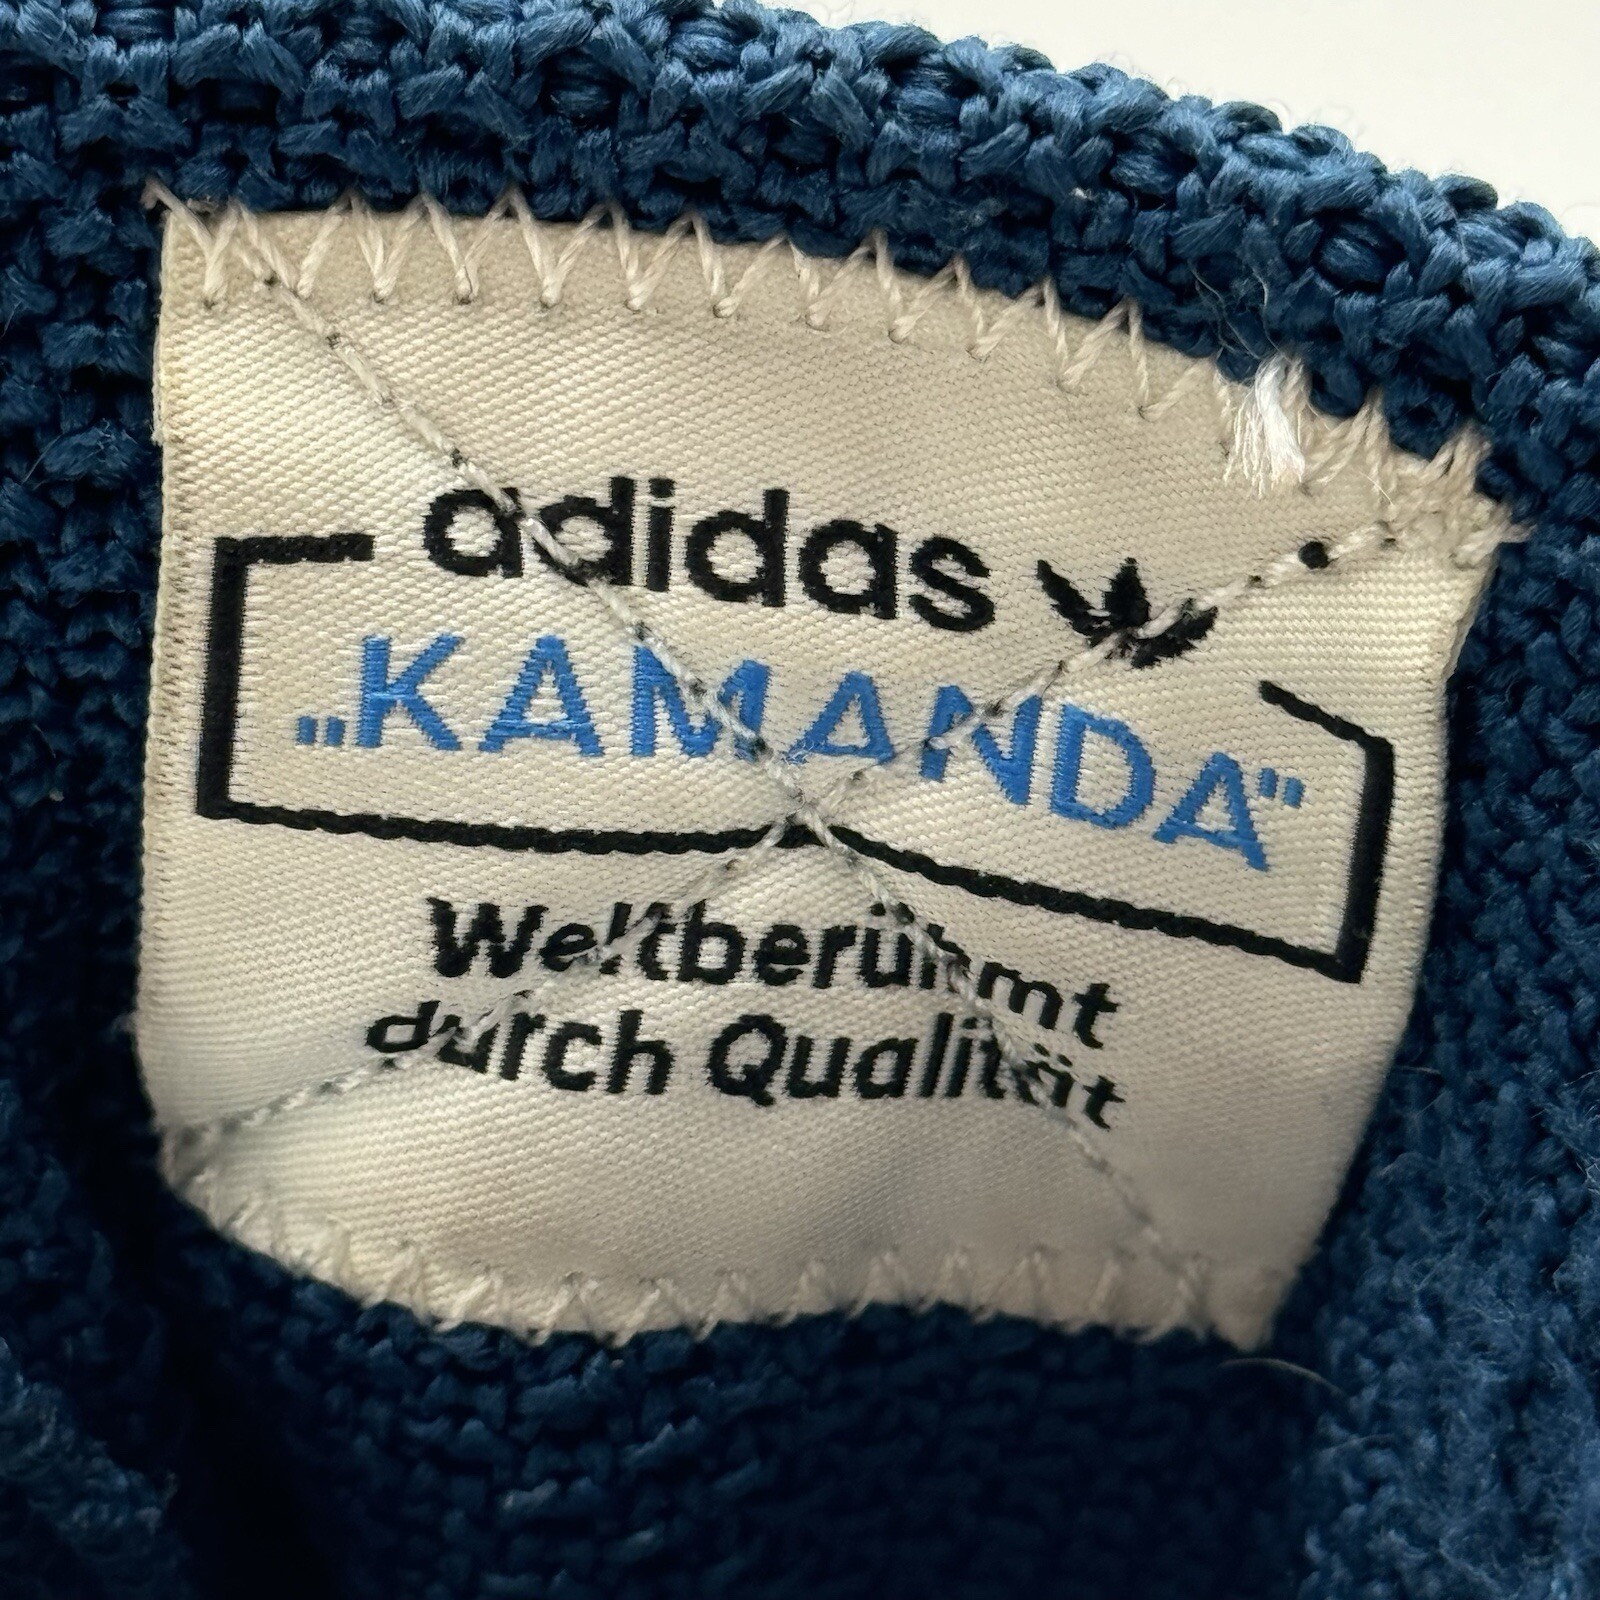 adidas
„KAMANDA"
Weltberühmt
durch Qualität